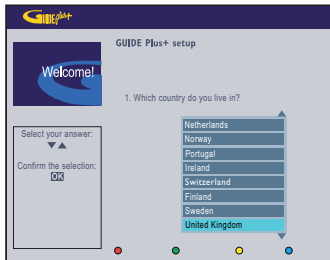 GUIDE plus+
GUIDE Plus+ setup
Welcome!
1. Which country do you live in?
Select your answer:
▼▲
Confirm the selection:
OK
Netherlands
Norway
Portugal
Ireland
Switzerland
Finland
Sweden
United Kingdom